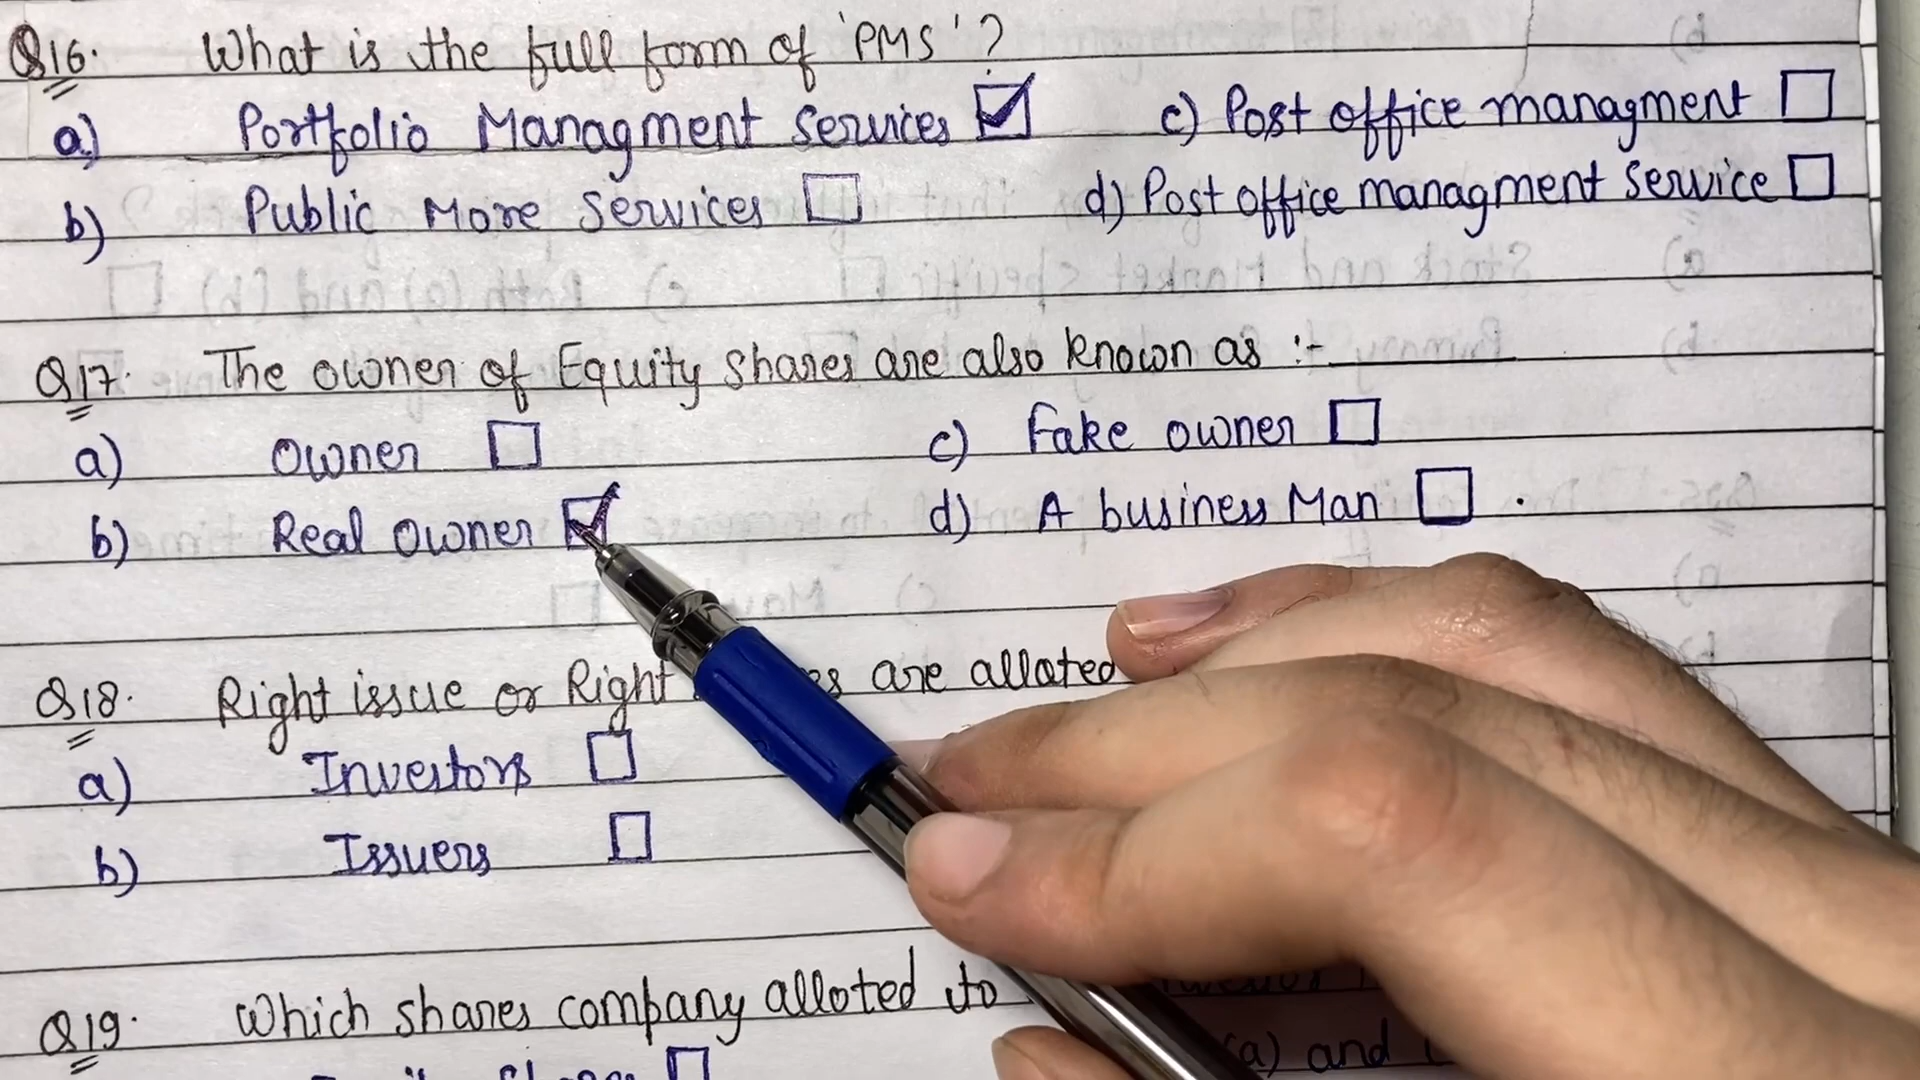 Q16. What is the full form of 'PMS'?
a) Portfolio Managment Services ☑ c) Post office managment ☐
b) Public More Services ☐ d) Post office managment service ☐
Q17. The owner of Equity shares are also known as :- ______
a) Owner ☐ c) Fake owner ☐
b) Real Owner ☑ d) A business Man ☐ .
Q18. Right issue or Right are alloted
a) Investors ☐
b) Issuers ☐
Q19. Which shares company alloted to
(a) and